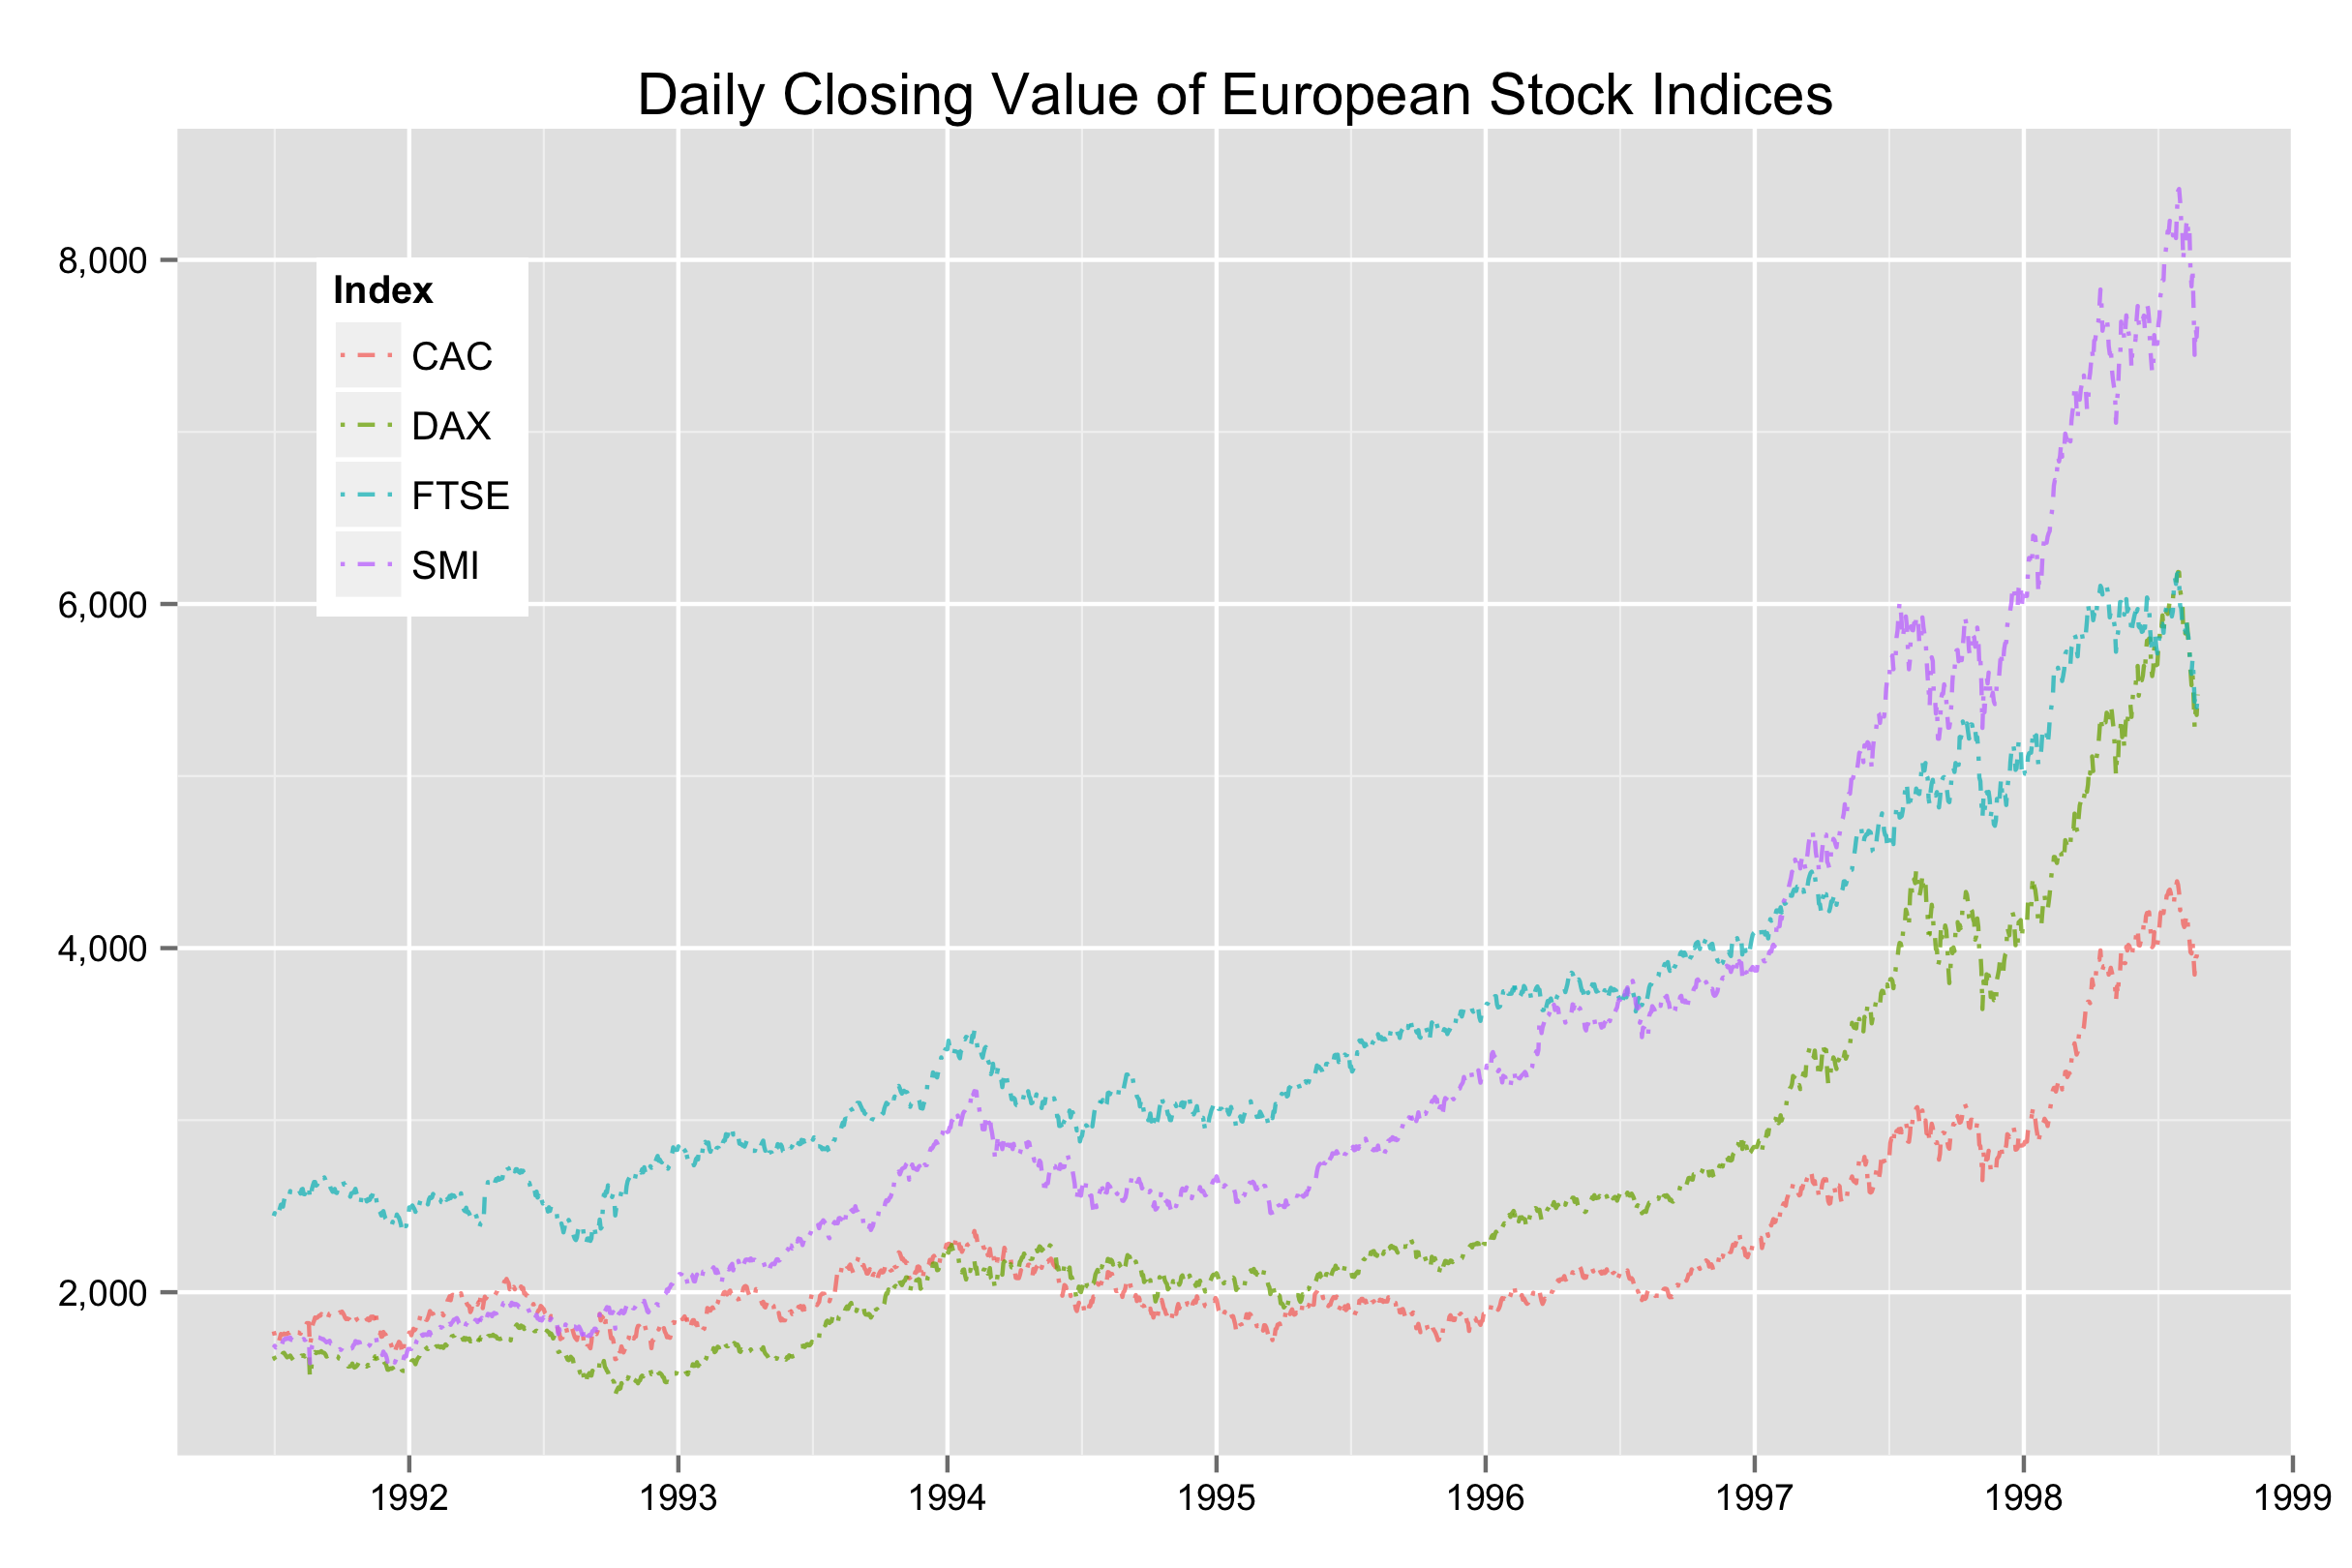 Daily Closing Value of European Stock Indices
8,000
6,000
4,000
2,000
Index
CAC
DAX
FTSE
SMI
1992 1993 1994 1995 1996 1997 1998 1999